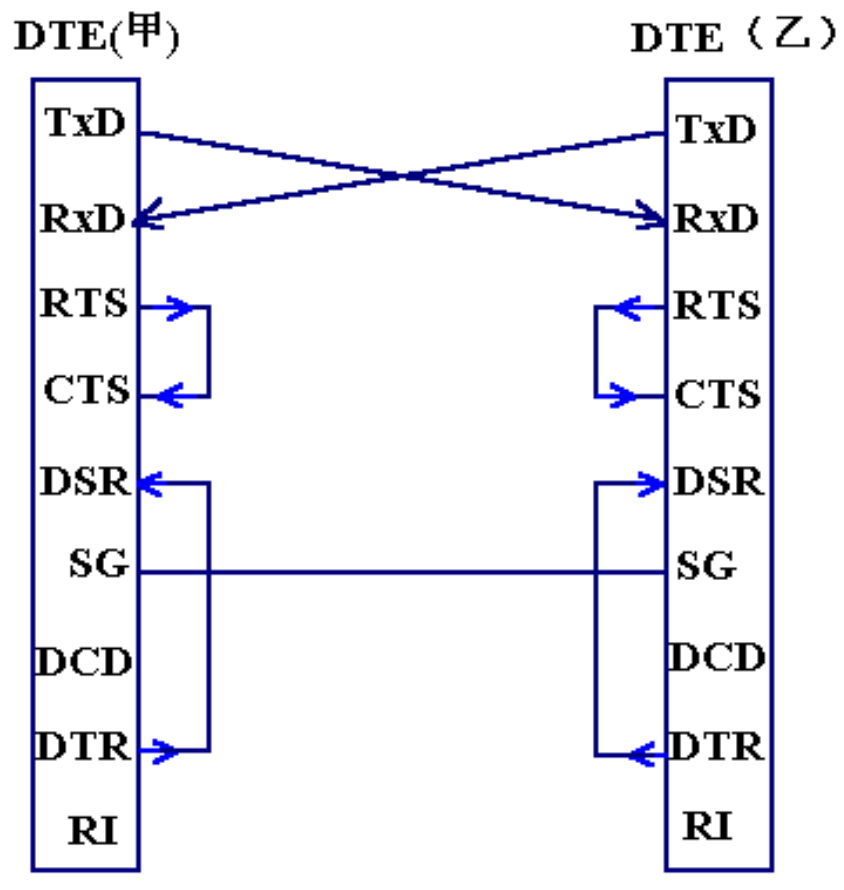 DTE(甲)
DTE（乙）
TxD
TxD
RxD
RxD
RTS
RTS
CTS
CTS
DSR
DSR
SG
SG
DCD
DCD
DTR
DTR
RI
RI